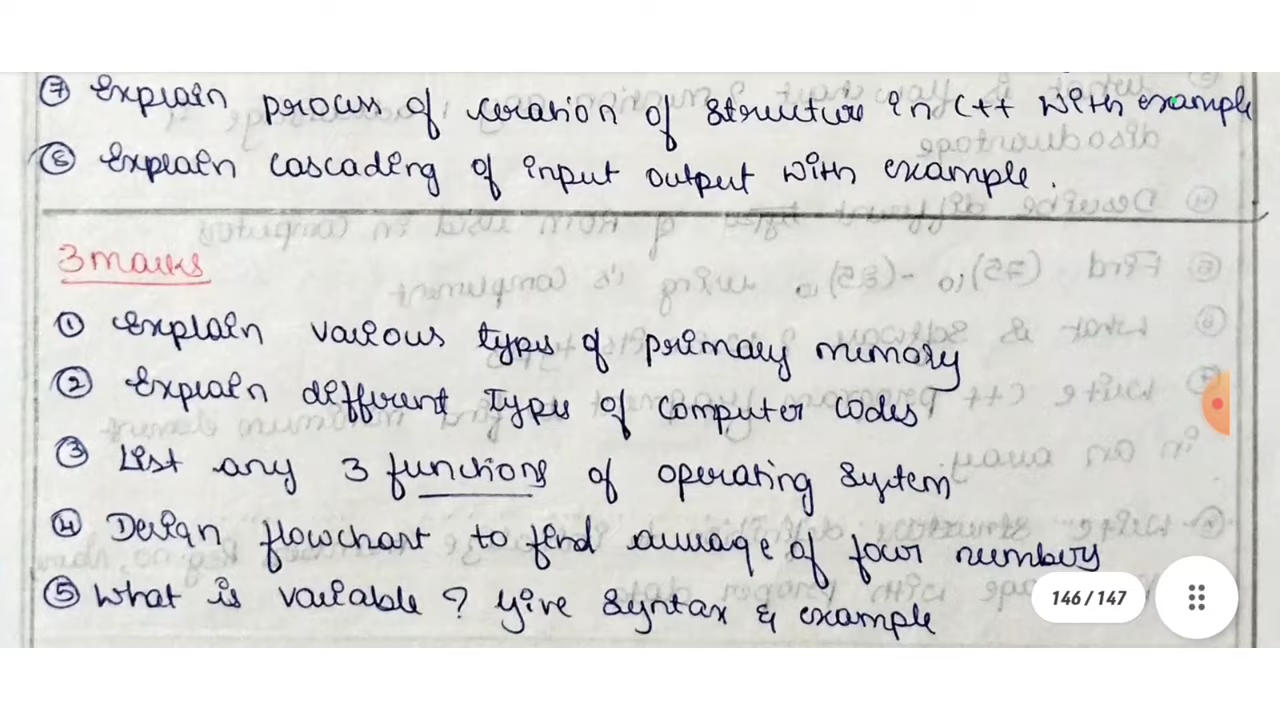 7 Explain process of creation of structure in C++ with example
8 Explain cascading of input output with example.
3 marks
1 Explain various types of primary memory
2 Explain different types of computer codes
3 List any 3 functions of operating system
4 Design flowchart to find average of four numbers
5 What is variable? Give syntax & example
146 / 147